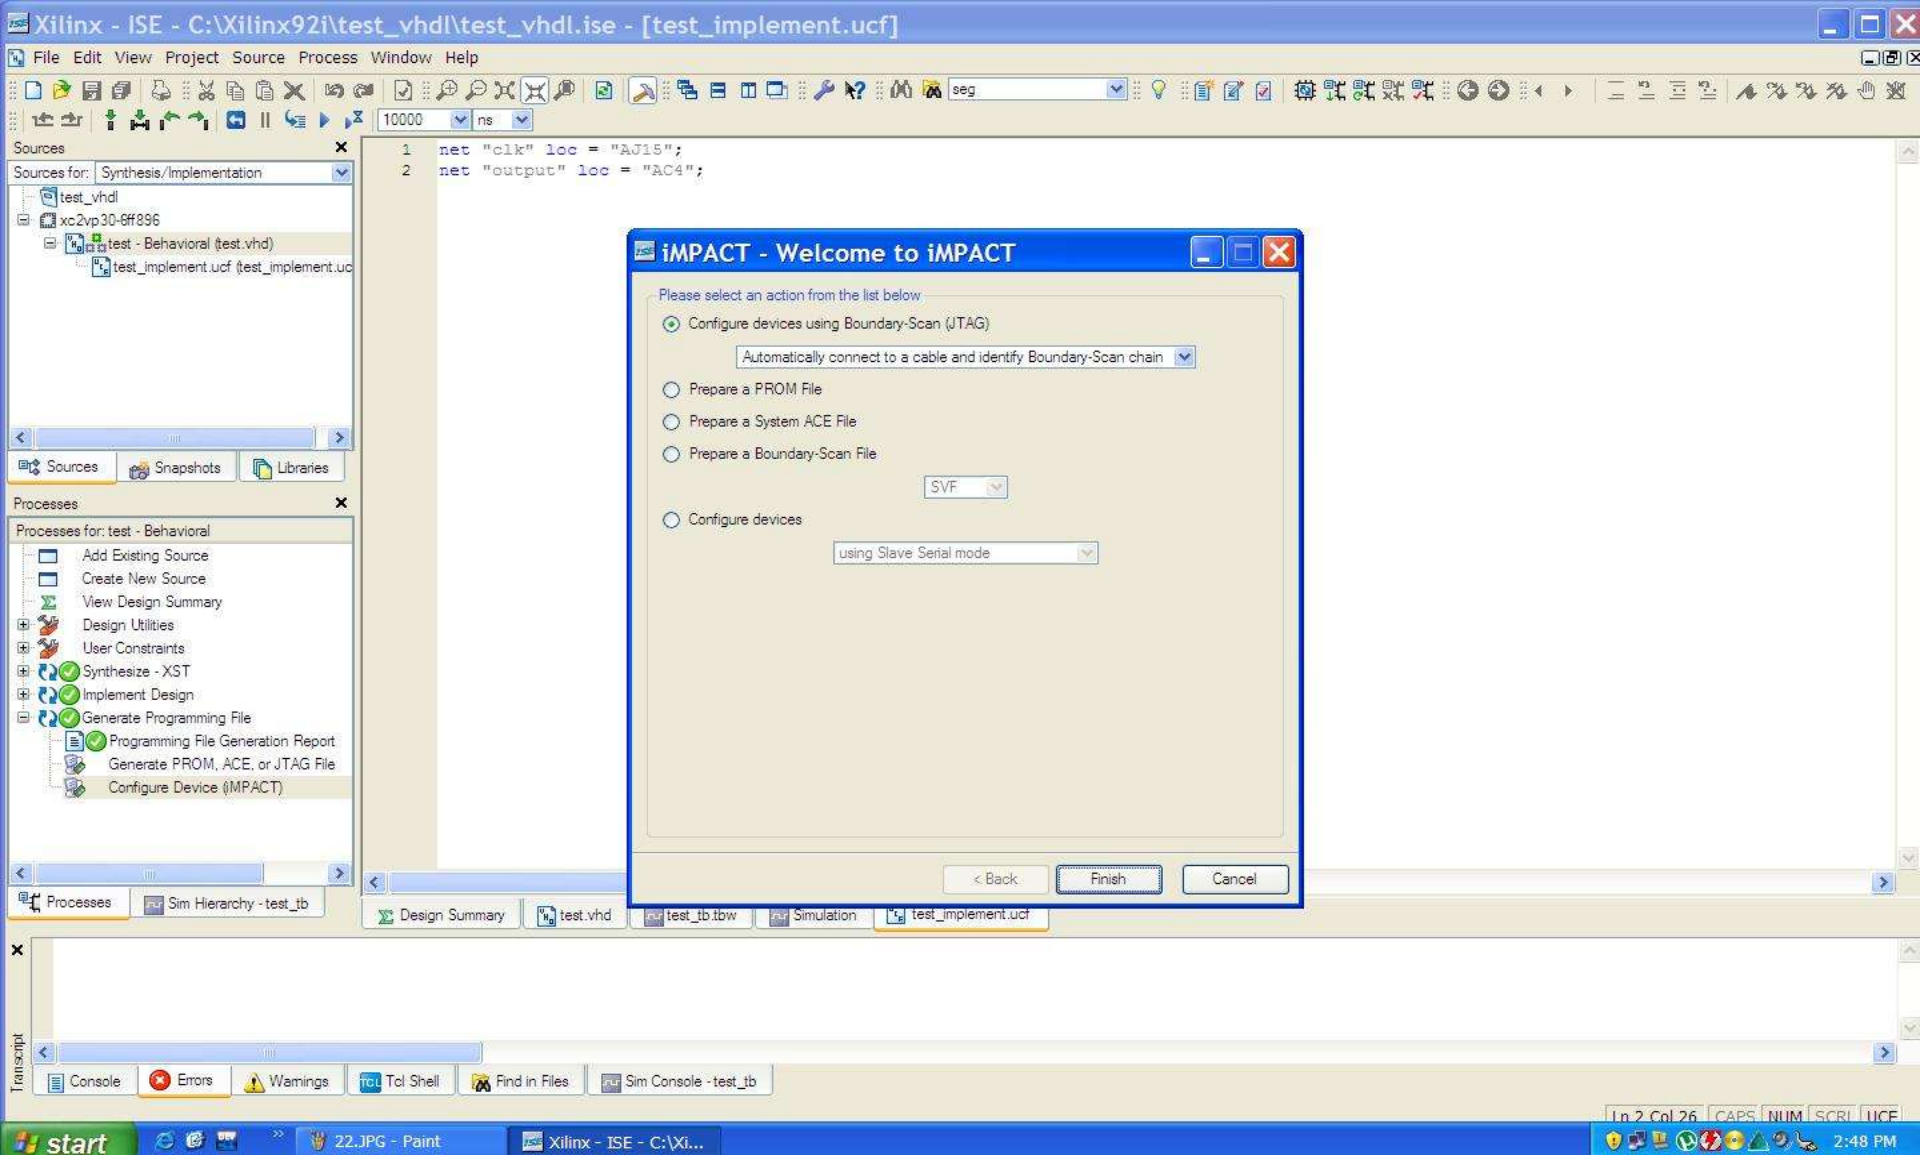 Xilinx - ISE - C:\Xilinx92i\test_vhdl\test_vhdl.ise - [test_implement.ucf]
File Edit View Project Source Process Window Help
seg
10000 ns
Sources
Sources for: Synthesis/Implementation
test_vhdl
xc2vp30-6ff896
test - Behavioral (test.vhd)
test_implement.ucf (test_implement.uc
Sources Snapshots Libraries
Processes
Processes for: test - Behavioral
Add Existing Source
Create New Source
View Design Summary
Design Utilities
User Constraints
Synthesize - XST
Implement Design
Generate Programming File
Programming File Generation Report
Generate PROM, ACE, or JTAG File
Configure Device (iMPACT)
Processes Sim Hierarchy - test_tb
1 net "clk" loc = "AJ15";
2 net "output" loc = "AC4";
iMPACT - Welcome to iMPACT
Please select an action from the list below
Configure devices using Boundary-Scan (JTAG)
Automatically connect to a cable and identify Boundary-Scan chain
Prepare a PROM File
Prepare a System ACE File
Prepare a Boundary-Scan File
SVF
Configure devices
using Slave Serial mode
< Back Finish Cancel
Design Summary test.vhd test_tb.tbw Simulation test_implement.ucf
Transcript
Console Errors Warnings Tcl Shell Find in Files Sim Console - test_tb
Ln 2 Col 26 CAPS NUM SCRL UCF
start 22.JPG - Paint Xilinx - ISE - C:\Xi... 2:48 PM